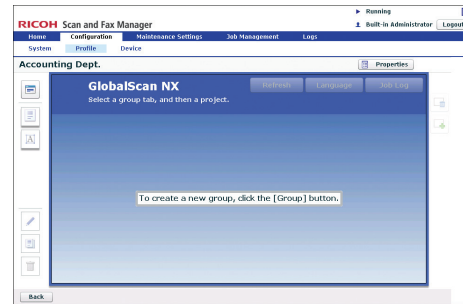 Running
RICOH Scan and Fax Manager
Built-in Administrator Logout
Home Configuration Maintenance Settings Job Management Logs
System Profile Device
Accounting Dept.
Properties
GlobalScan NX
Refresh Language Job Log
Select a group tab, and then a project.
To create a new group, click the [Group] button.
Back